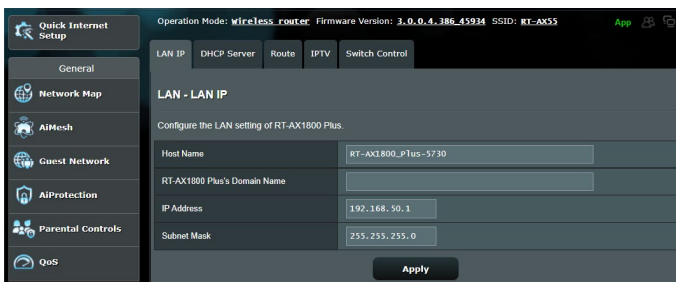 Quick Internet
Setup
Operation Mode: Wireless router Firmware Version: 3.0.0.4.386_45934 SSID: RT-AX55
App
LAN IP DHCP Server Route IPTV Switch Control
General
Network Map
AiMesh
Guest Network
AiProtection
Parental Controls
QoS
LAN - LAN IP
Configure the LAN setting of RT-AX1800 Plus.
Host Name RT-AX1800_Plus-5730
RT-AX1800 Plus's Domain Name
IP Address 192.168.50.1
Subnet Mask 255.255.255.0
Apply